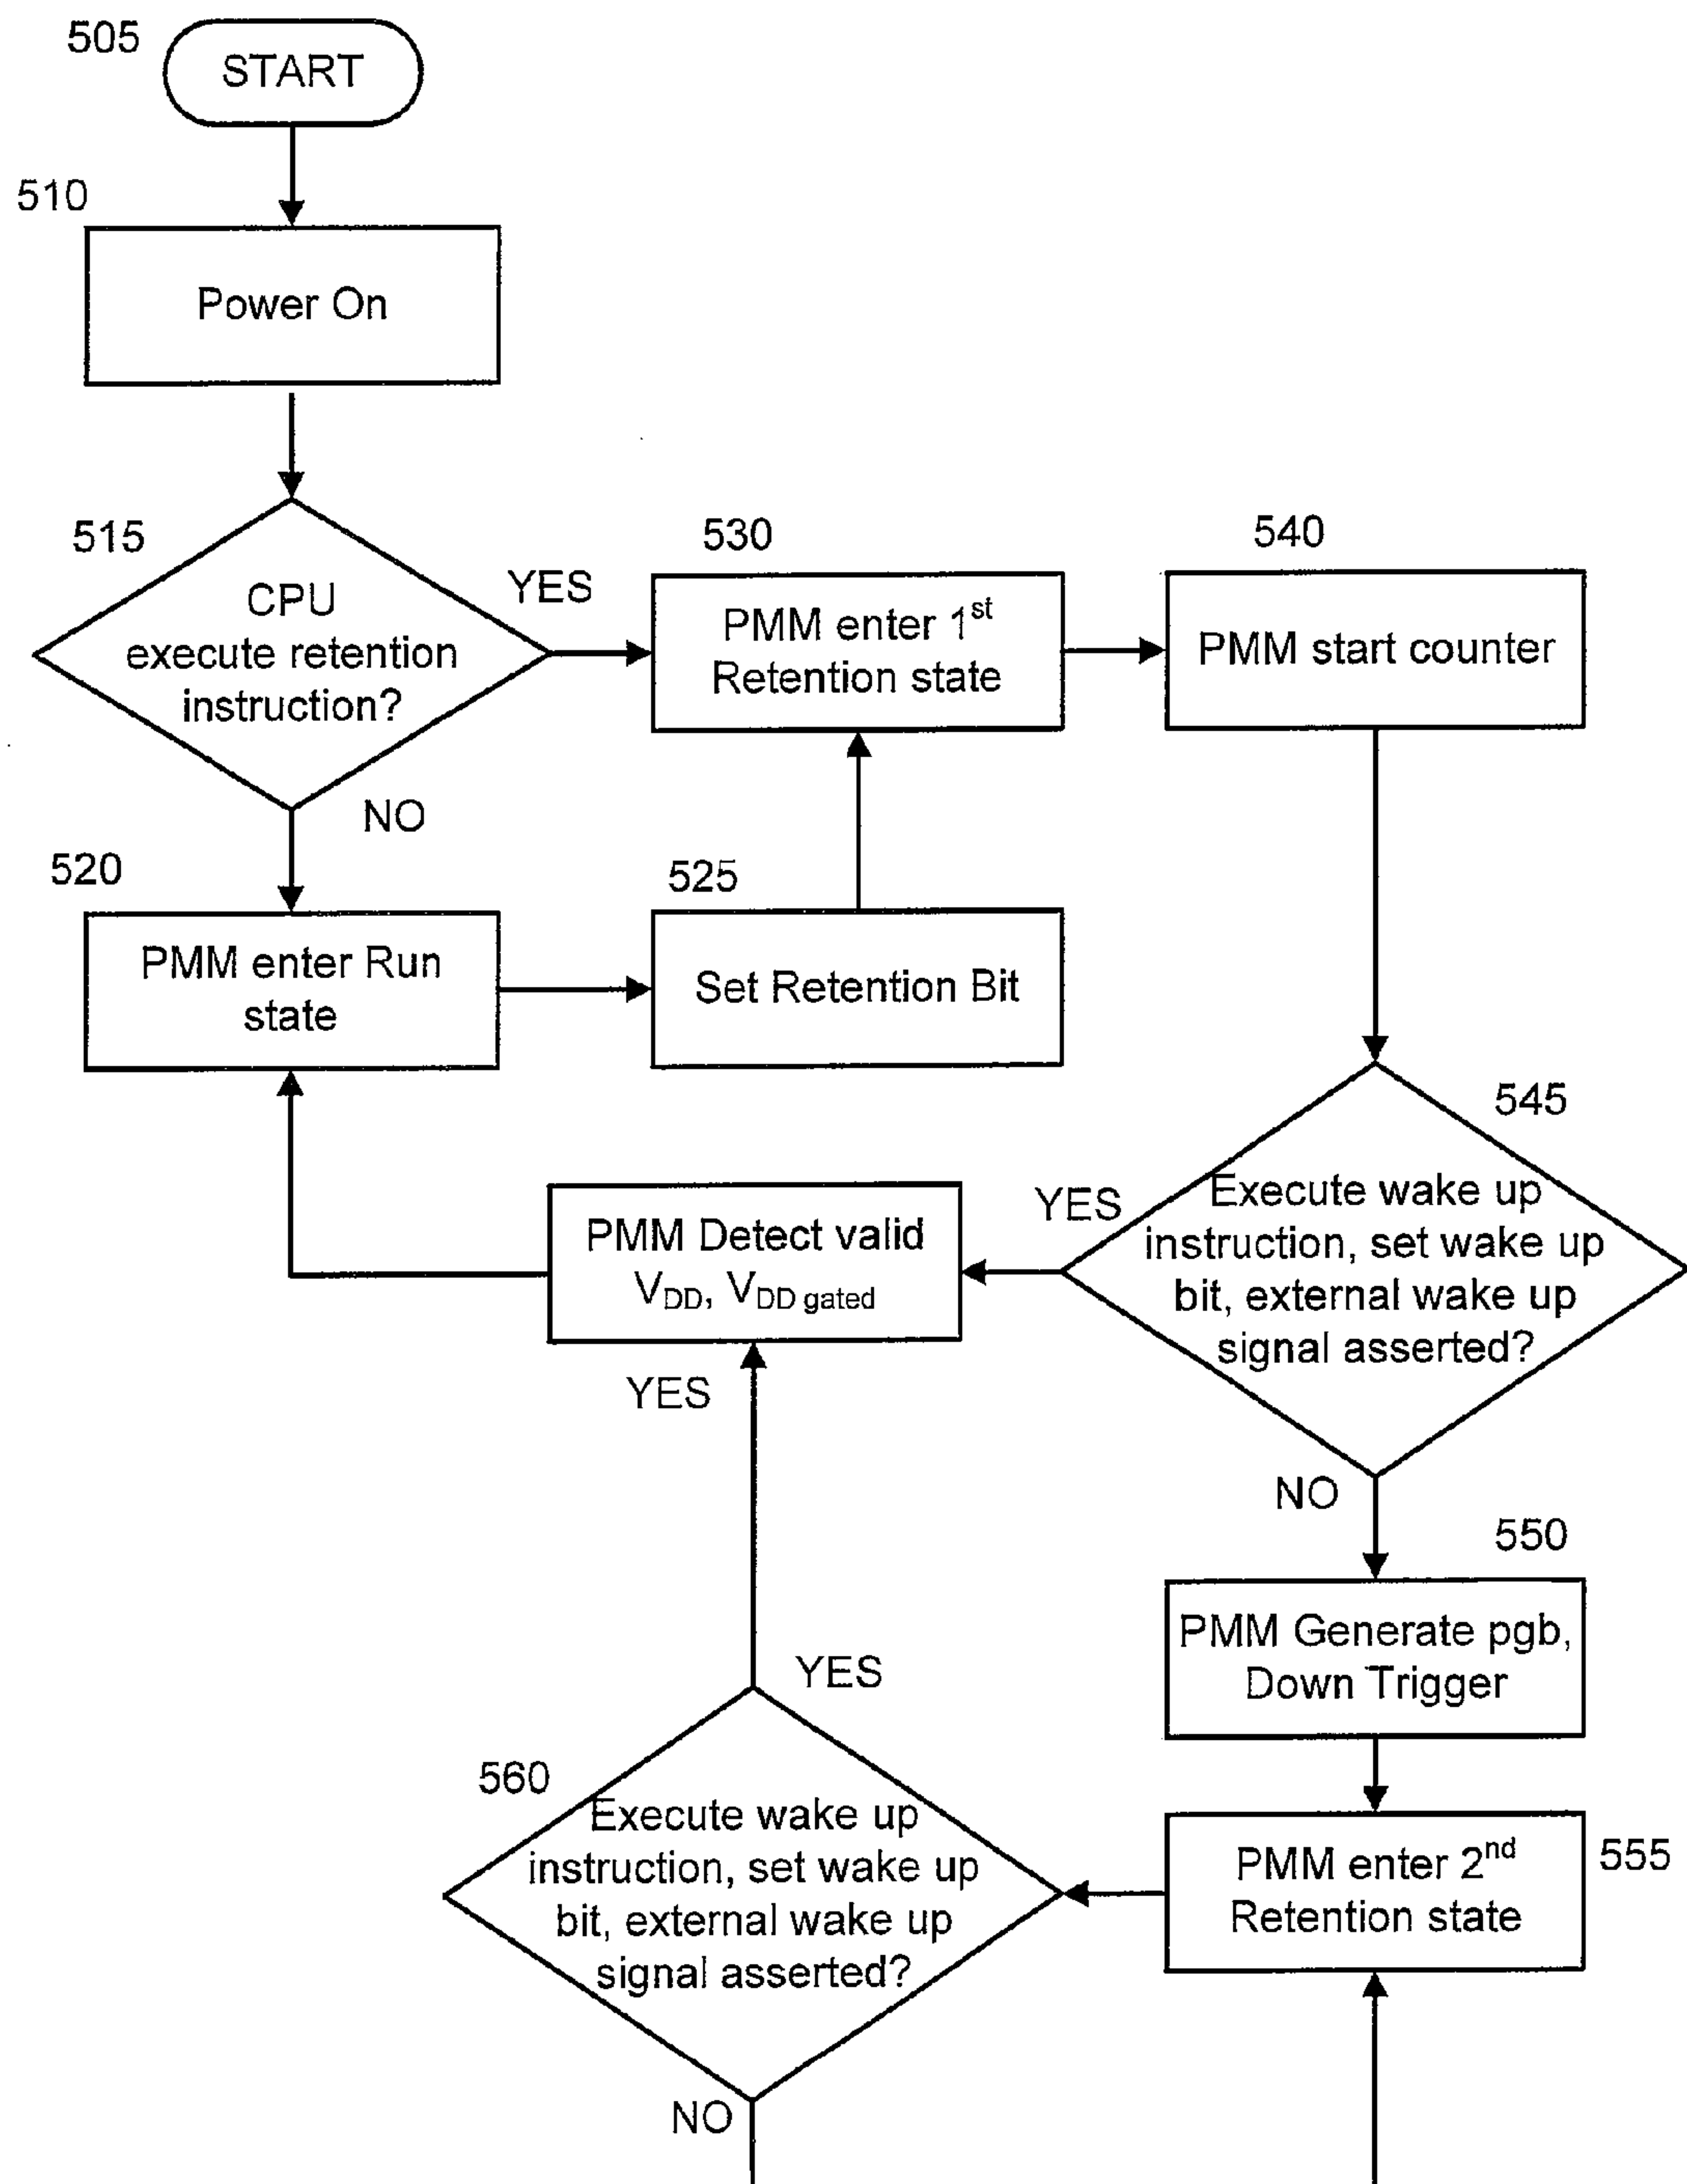 505
START
510
Power On
515
CPU
execute retention
instruction?
YES
NO
530
PMM enter 1st
Retention state
540
PMM start counter
520
PMM enter Run
state
525
Set Retention Bit
545
Execute wake up
instruction, set wake up
bit, external wake up
signal asserted?
YES
NO
PMM Detect valid
VDD, VDD gated
YES
550
PMM Generate pgb,
Down Trigger
YES
560
Execute wake up
instruction, set wake up
bit, external wake up
signal asserted?
NO
PMM enter 2nd
Retention state
555